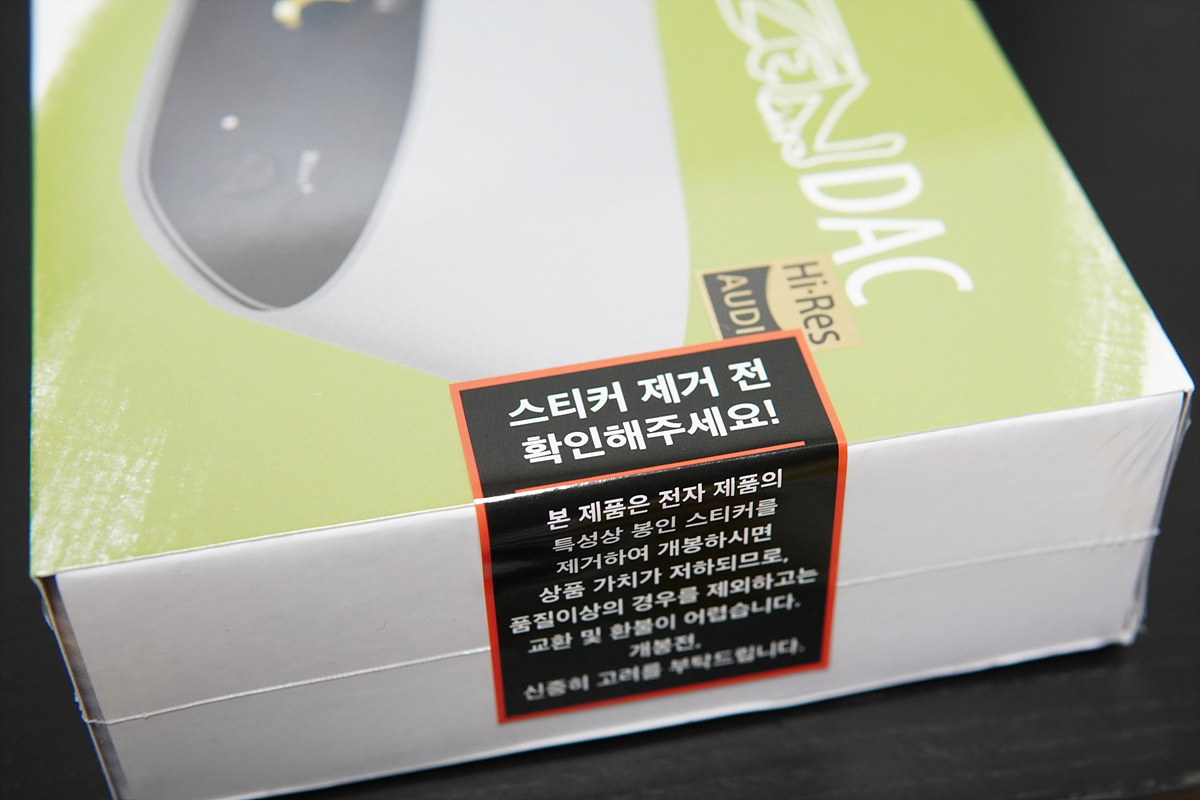 ZEN DAC
Hi-Res
AUDI
스티커 제거 전
확인해주세요!
본 제품은 전자 제품의
특성상 봉인 스티커를
제거하여 개봉하시면
상품 가치가 저하되므로,
품질이상의 경우를 제외하고는
교환 및 환불이 어렵습니다.
개봉전,
신중히 고려를 부탁드립니다.